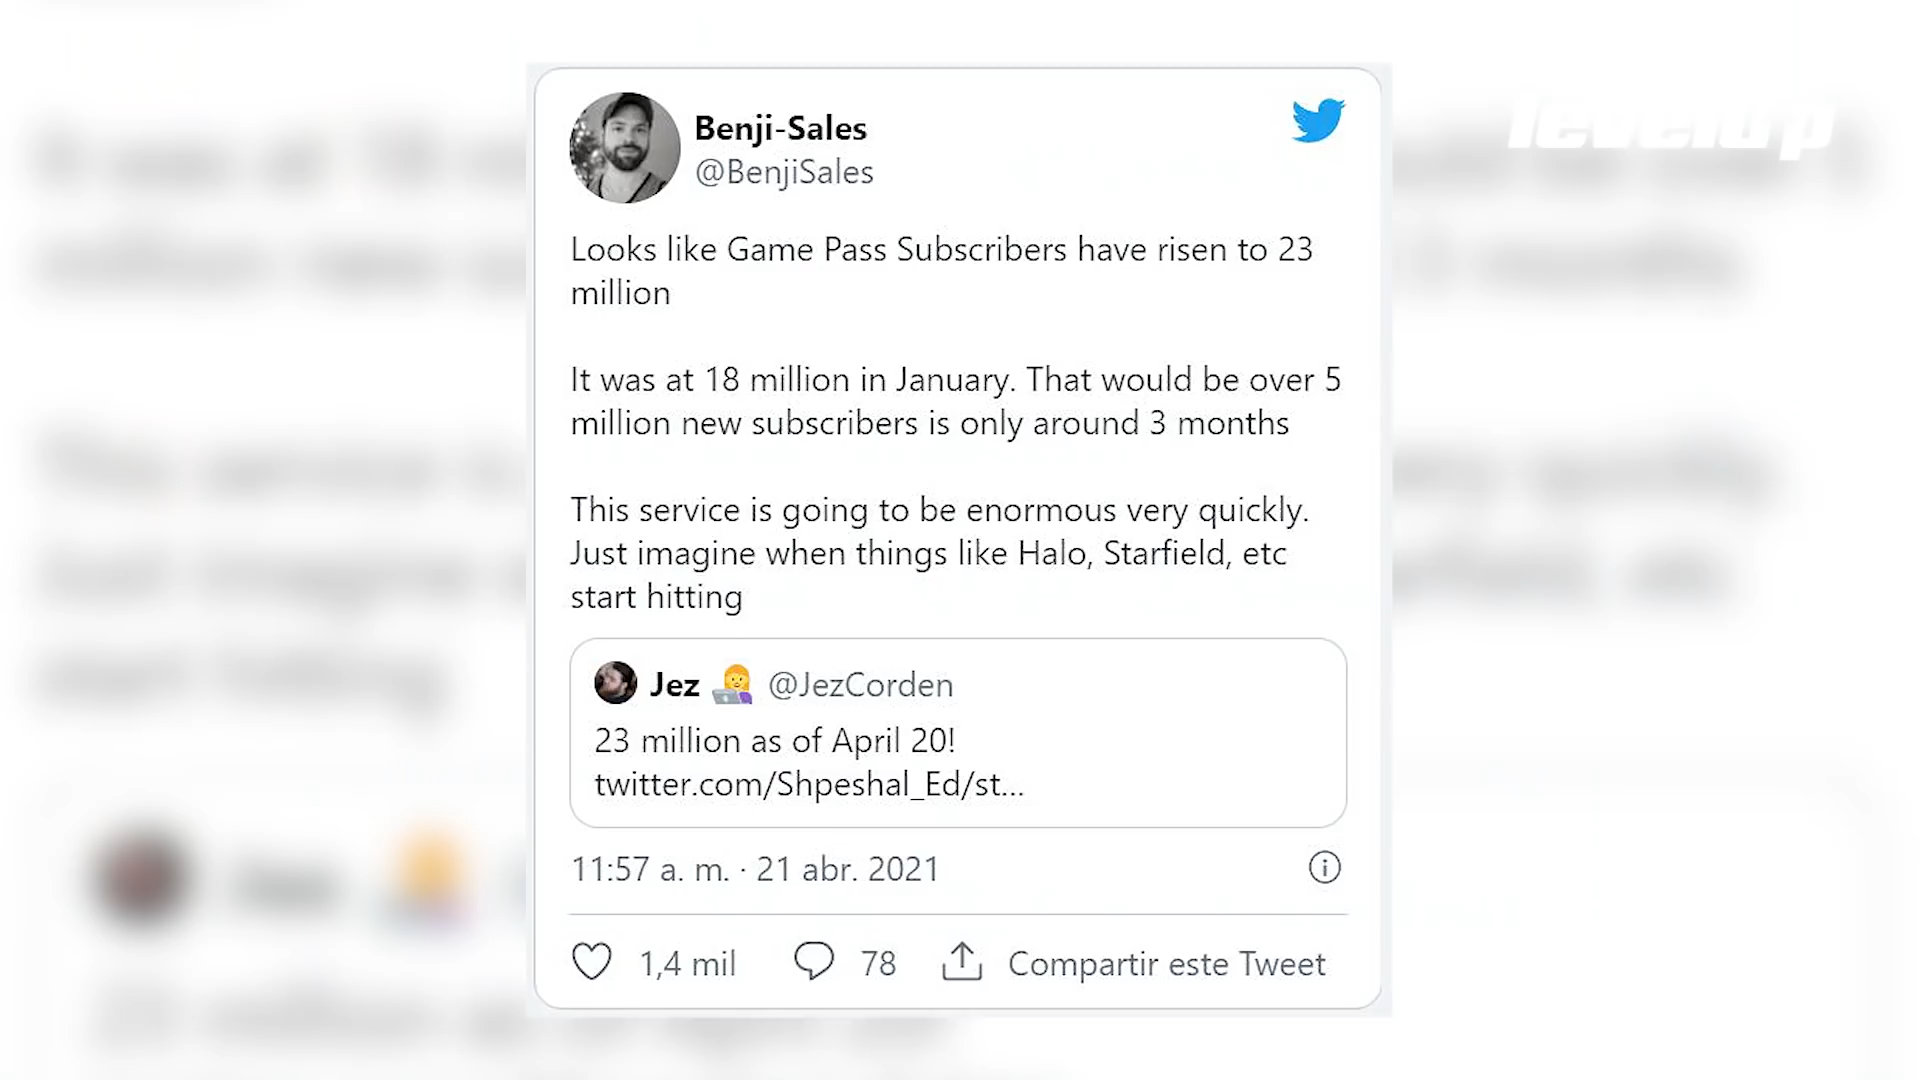 levelup
Benji-Sales
@BenjiSales
Looks like Game Pass Subscribers have risen to 23
million
It was at 18 million in January. That would be over 5
million new subscribers is only around 3 months
This service is going to be enormous very quickly.
Just imagine when things like Halo, Starfield, etc
start hitting
Jez @JezCorden
23 million as of April 20!
twitter.com/Shpeshal_Ed/st...
11:57 a. m. · 21 abr. 2021
1,4 mil 78 Compartir este Tweet